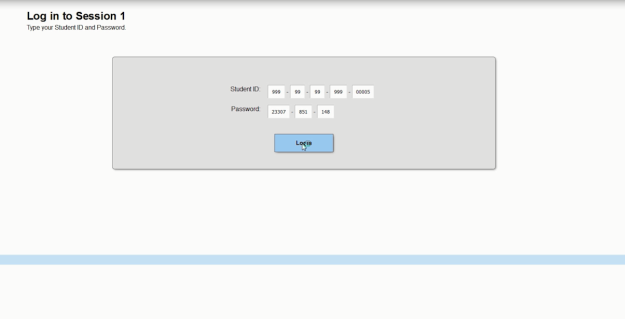 Log in to Session 1
Type your Student ID and Password.
Student ID: 999 - 99 - 99 - 999 - 00003
Password: 23307 - 851 - 148
Login